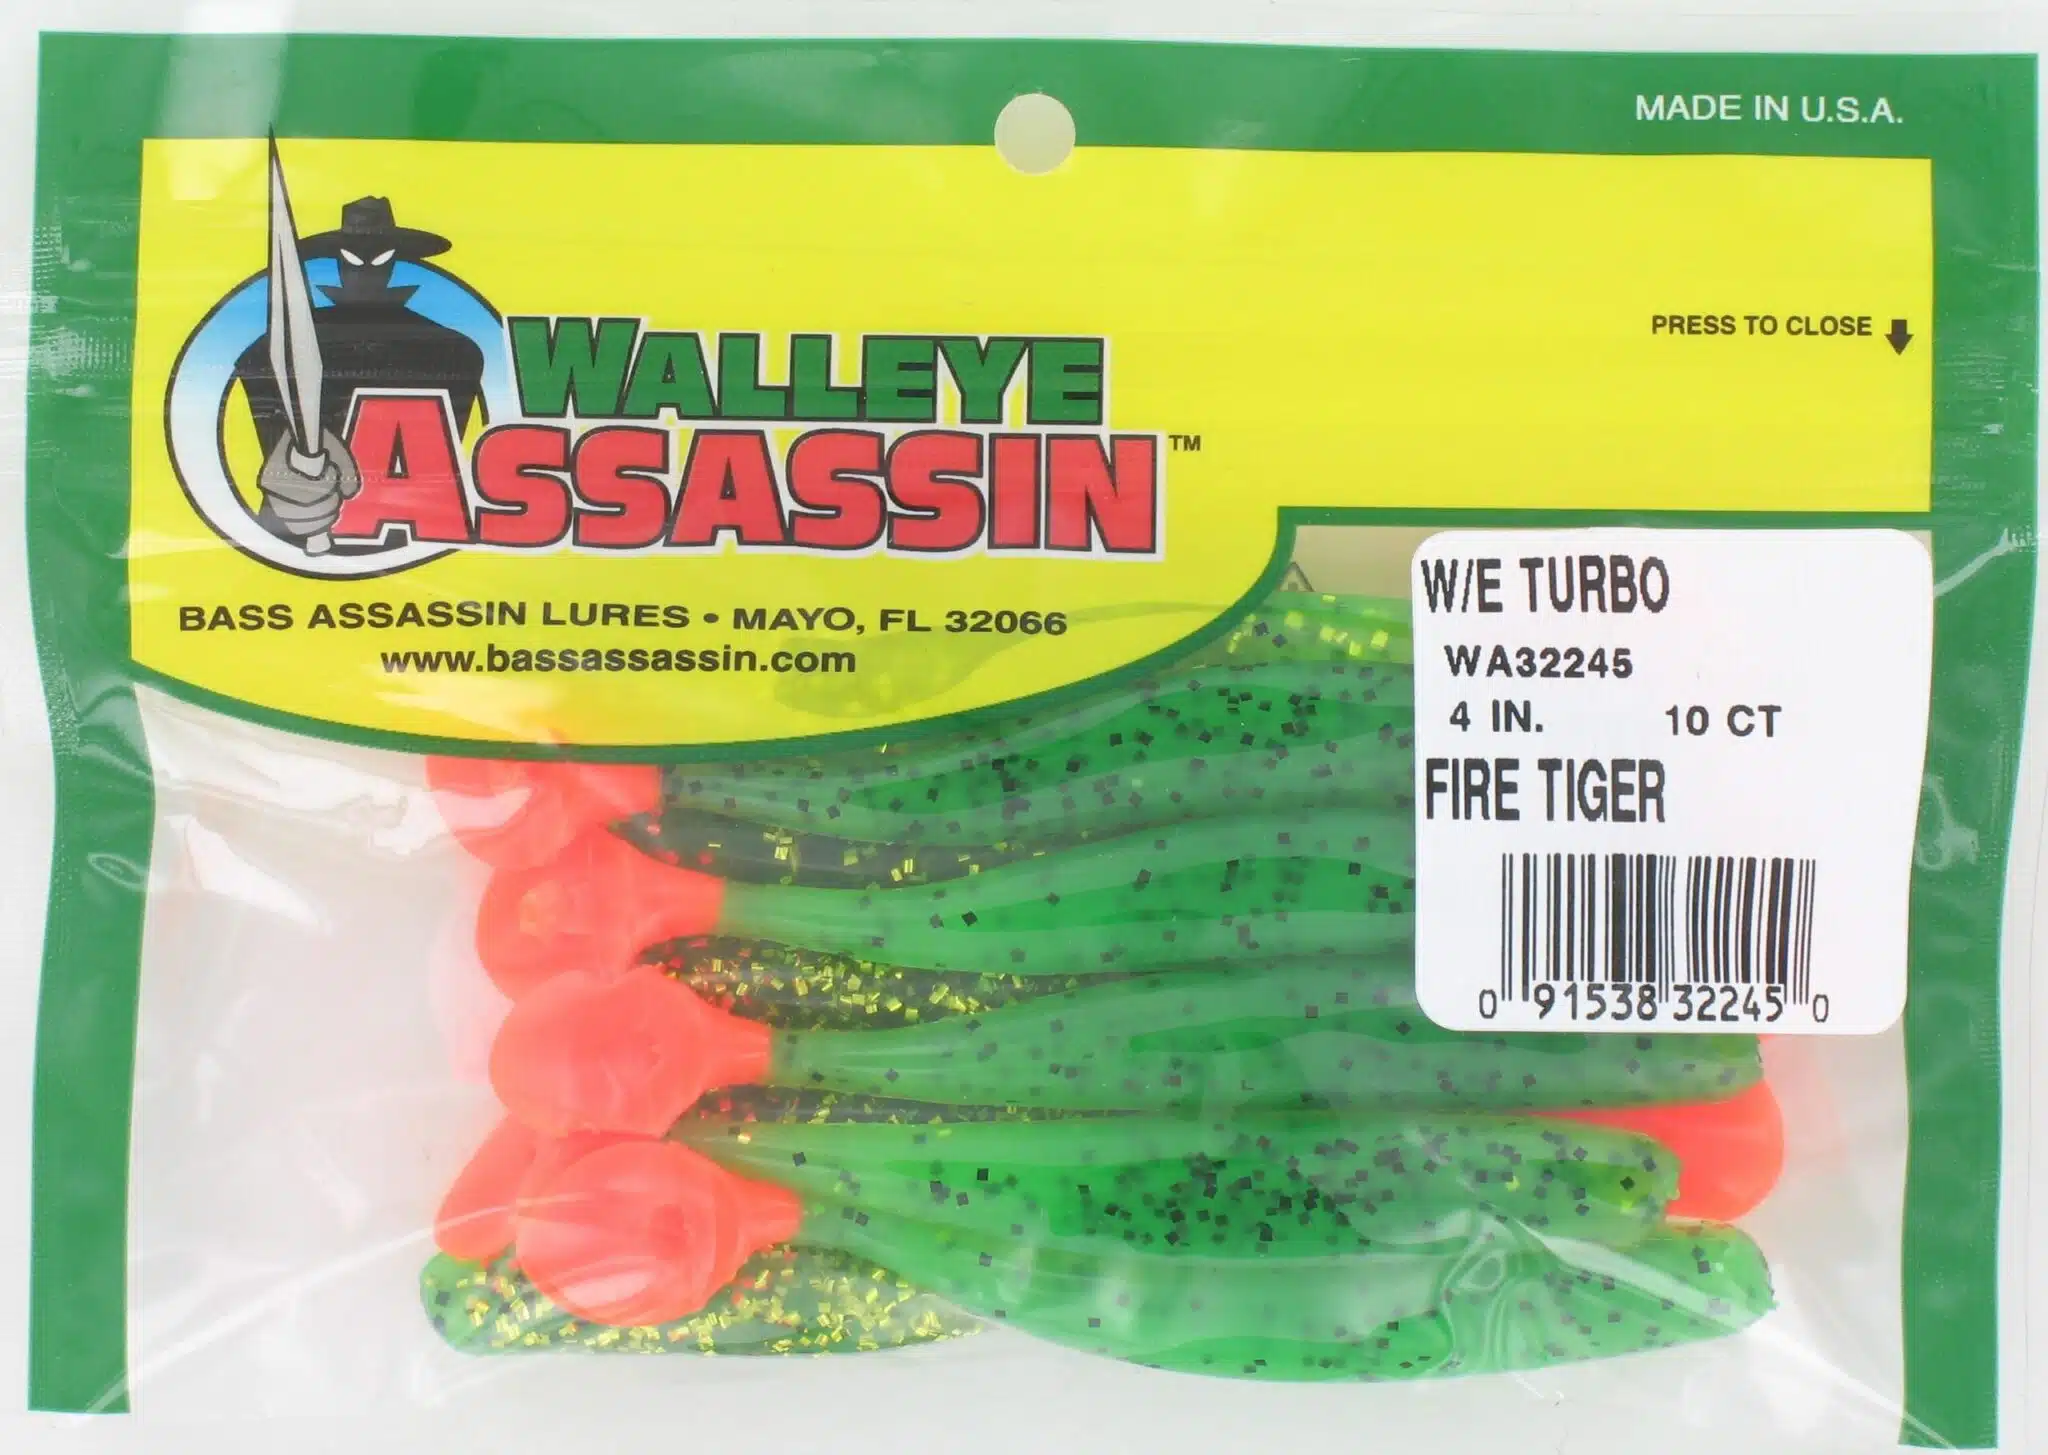 MADE IN U.S.A.
PRESS TO CLOSE
WALLEYE
ASSASSIN™
BASS ASSASSIN LURES • MAYO, FL 32066
www.bassassassin.com
W/E TURBO
WA32245
4 IN. 10 CT
FIRE TIGER
0 91538 32245 0